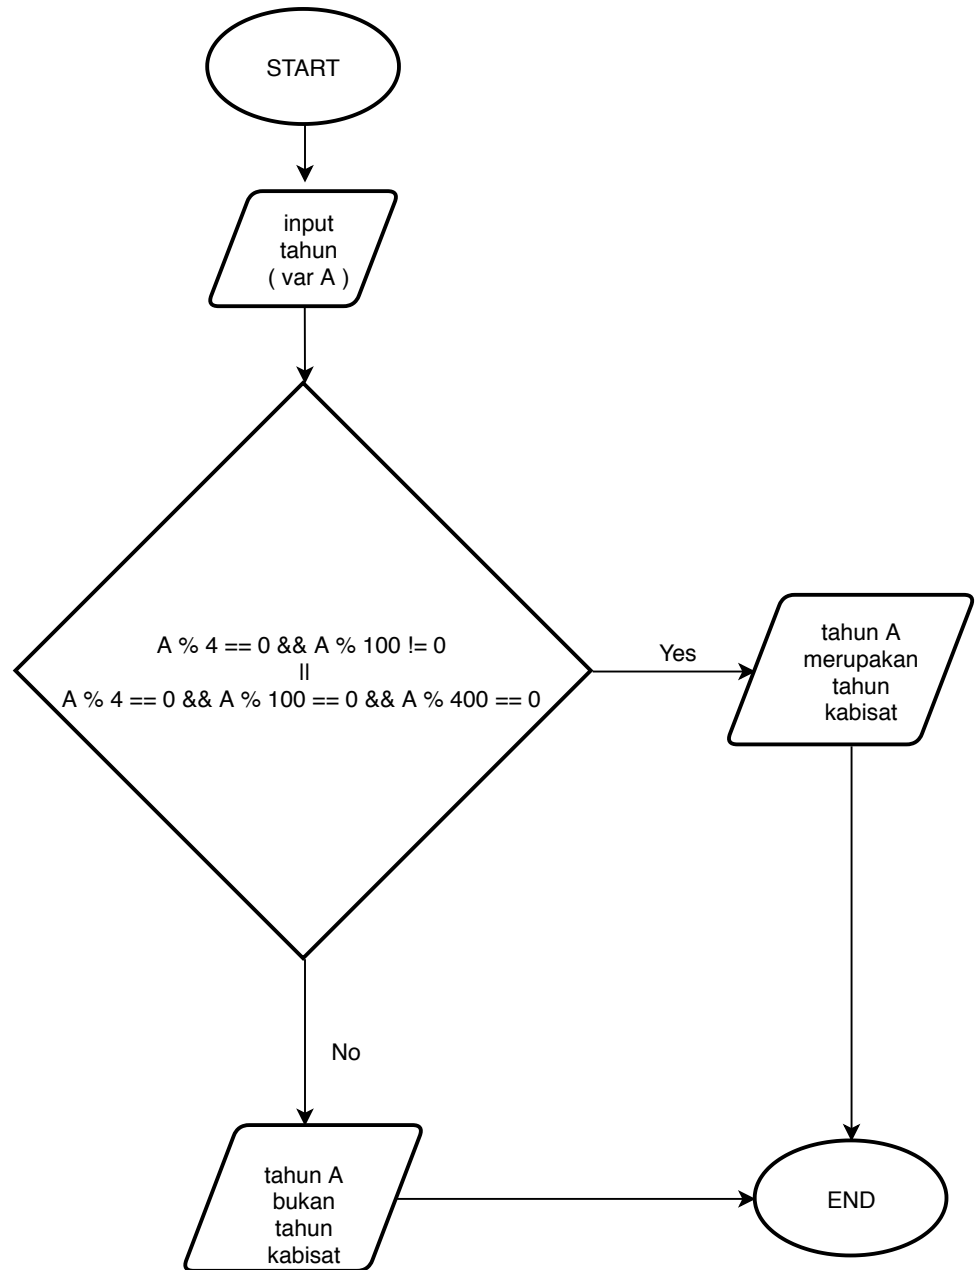 START
input
tahun
( var A )
A % 4 == 0 && A % 100 != 0
||
A % 4 == 0 && A % 100 == 0 && A % 400 == 0
Yes
tahun A
merupakan
tahun
kabisat
No
tahun A
bukan
tahun
kabisat
END